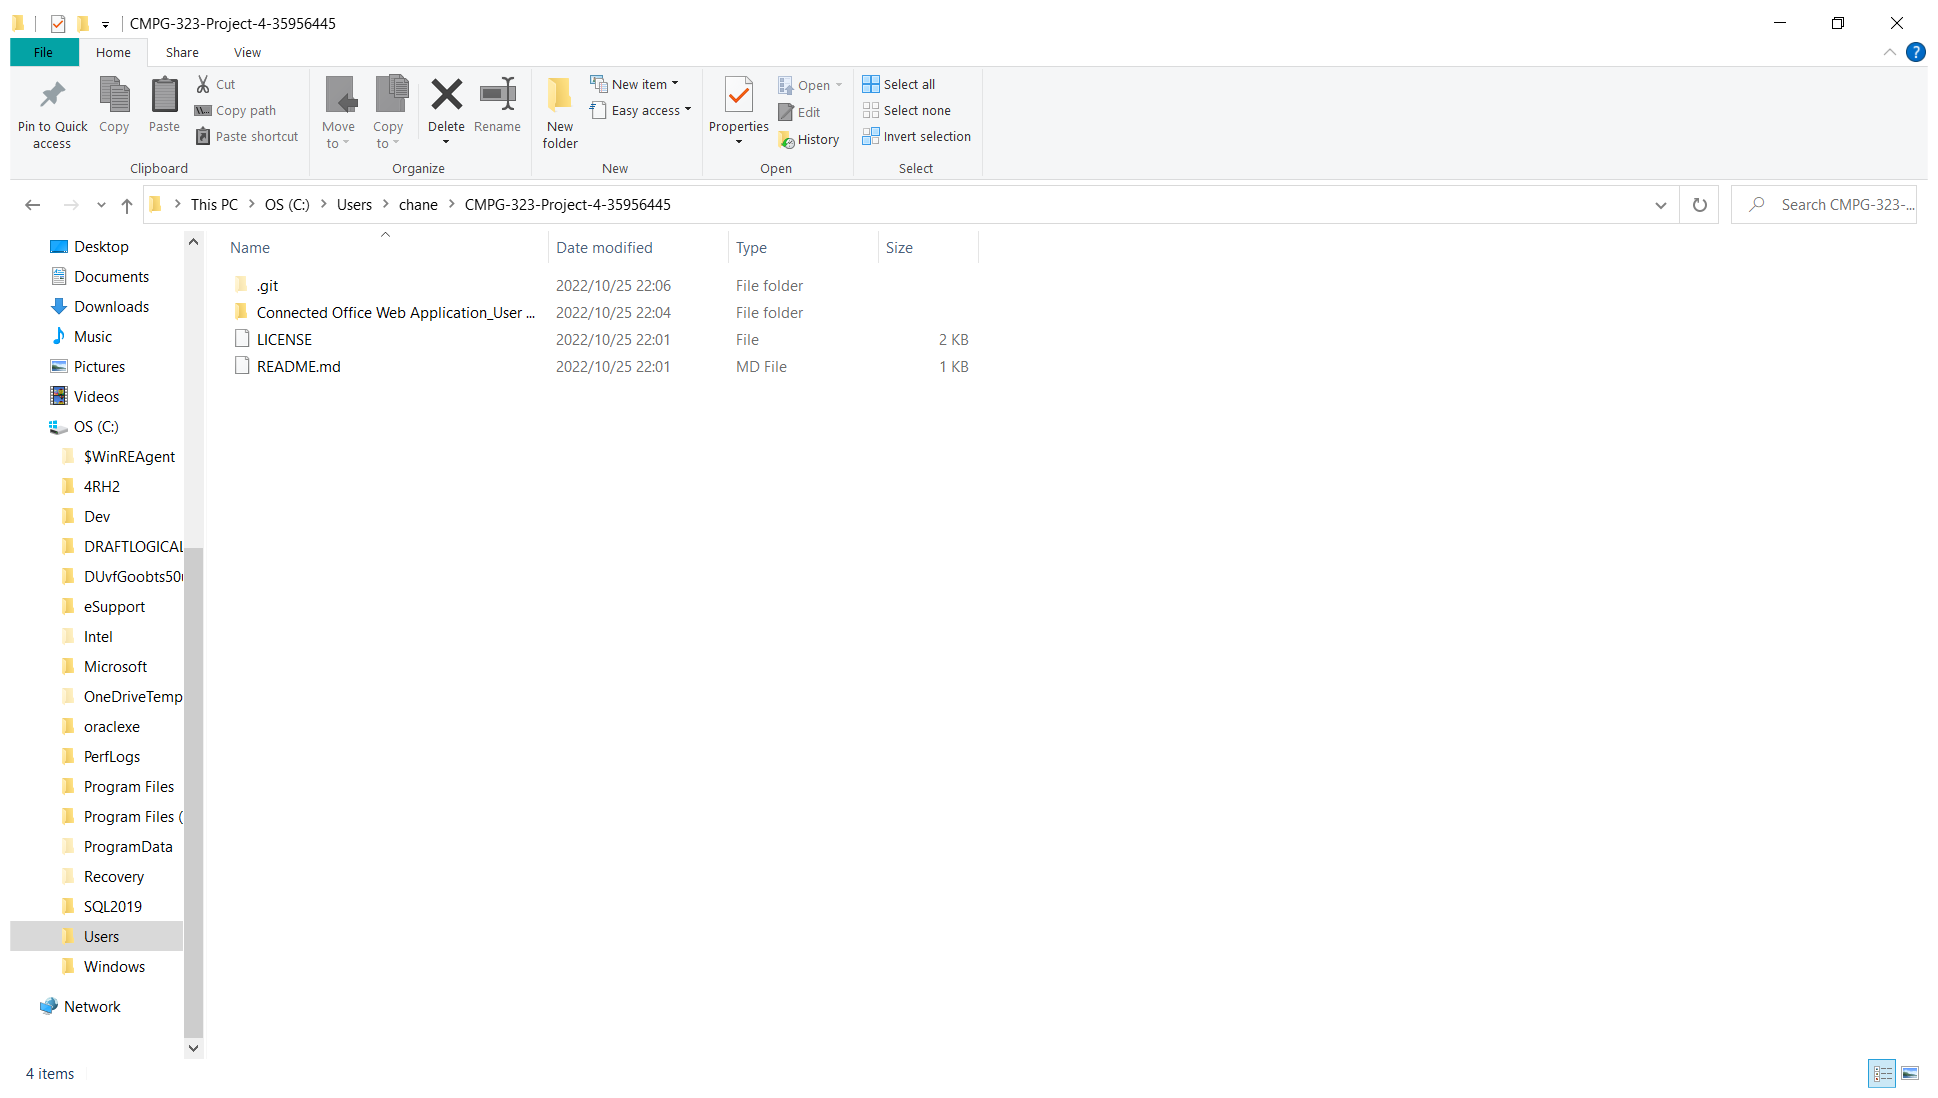 CMPG-323-Project-4-35956445
File Home Share View
Pin to Quick access
Copy
Paste
Cut
Copy path
Paste shortcut
Clipboard
Move to
Copy to
Delete
Rename
Organize
New folder
New item
Easy access
New
Properties
Open
Edit
History
Open
Select all
Select none
Invert selection
Select
This PC > OS (C:) > Users > chane > CMPG-323-Project-4-35956445
Search CMPG-323-...
Desktop
Documents
Downloads
Music
Pictures
Videos
OS (C:)
$WinREAgent
4RH2
Dev
DRAFTLOGICAL
DUvfGoobts50
eSupport
Intel
Microsoft
OneDriveTemp
oraclexe
PerfLogs
Program Files
Program Files (
ProgramData
Recovery
SQL2019
Users
Windows
Network
Name Date modified Type Size
.git 2022/10/25 22:06 File folder
Connected Office Web Application_User ... 2022/10/25 22:04 File folder
LICENSE 2022/10/25 22:01 File 2 KB
README.md 2022/10/25 22:01 MD File 1 KB
4 items